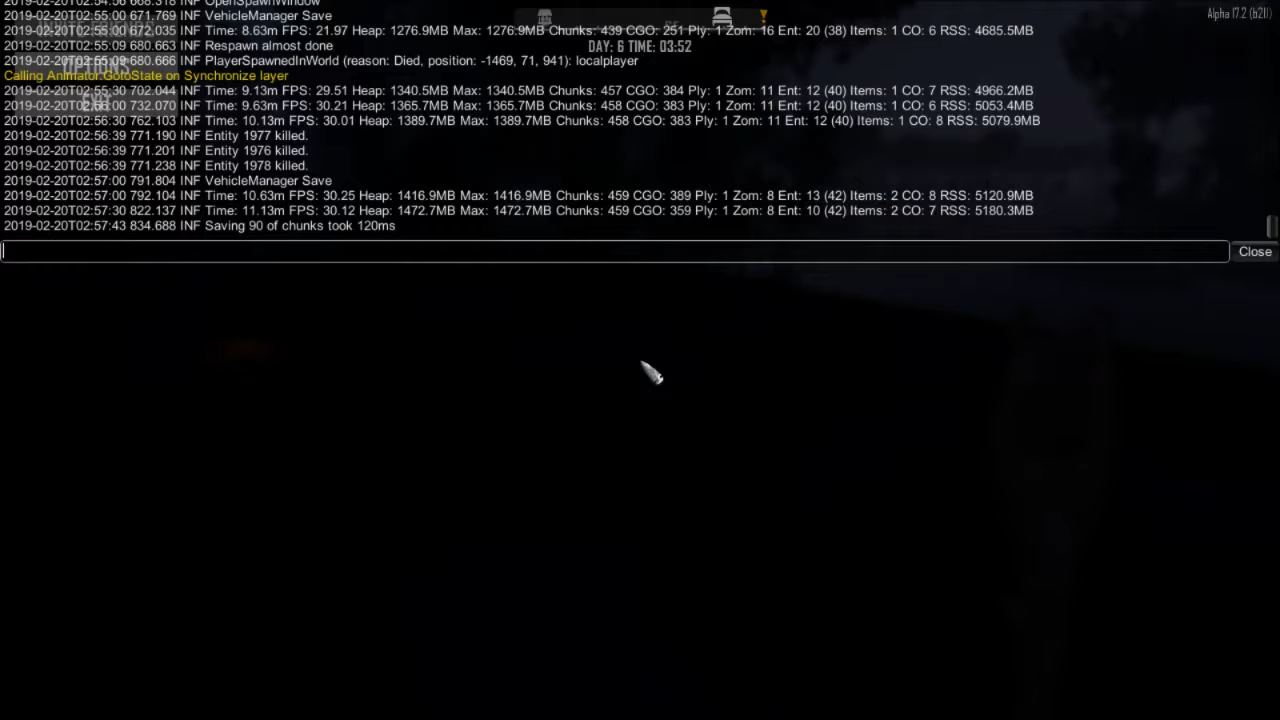 2019-02-20T02:54:56 668.318 INF OpenSpawnWindow
2019-02-20T02:55:00 671.769 INF VehicleManager Save
2019-02-20T02:55:00 672.035 INF Time: 8.63m FPS: 21.97 Heap: 1276.9MB Max: 1276.9MB Chunks: 439 CGO: 251 Ply: 1 Zom: 16 Ent: 20 (38) Items: 1 CO: 6 RSS: 4685.5MB
2019-02-20T02:55:09 680.663 INF Respawn almost done
2019-02-20T02:55:09 680.666 INF PlayerSpawnedInWorld (reason: Died, position: -1469, 71, 941): localplayer
Calling Animator.GotoState on Synchronize layer
2019-02-20T02:55:30 702.044 INF Time: 9.13m FPS: 29.51 Heap: 1340.5MB Max: 1340.5MB Chunks: 457 CGO: 384 Ply: 1 Zom: 11 Ent: 12 (40) Items: 1 CO: 7 RSS: 4966.2MB
2019-02-20T02:56:00 732.070 INF Time: 9.63m FPS: 30.21 Heap: 1365.7MB Max: 1365.7MB Chunks: 458 CGO: 383 Ply: 1 Zom: 11 Ent: 12 (40) Items: 1 CO: 6 RSS: 5053.4MB
2019-02-20T02:56:30 762.103 INF Time: 10.13m FPS: 30.01 Heap: 1389.7MB Max: 1389.7MB Chunks: 458 CGO: 383 Ply: 1 Zom: 11 Ent: 12 (40) Items: 1 CO: 8 RSS: 5079.9MB
2019-02-20T02:56:39 771.190 INF Entity 1977 killed.
2019-02-20T02:56:39 771.201 INF Entity 1976 killed.
2019-02-20T02:56:39 771.238 INF Entity 1978 killed.
2019-02-20T02:57:00 791.804 INF VehicleManager Save
2019-02-20T02:57:00 792.104 INF Time: 10.63m FPS: 30.25 Heap: 1416.9MB Max: 1416.9MB Chunks: 459 CGO: 389 Ply: 1 Zom: 8 Ent: 13 (42) Items: 2 CO: 8 RSS: 5120.9MB
2019-02-20T02:57:30 822.137 INF Time: 11.13m FPS: 30.12 Heap: 1472.7MB Max: 1472.7MB Chunks: 459 CGO: 359 Ply: 1 Zom: 8 Ent: 10 (42) Items: 2 CO: 7 RSS: 5180.3MB
2019-02-20T02:57:43 834.688 INF Saving 90 of chunks took 120ms
Close
Alpha 17.2 (b211)
DAY: 6 TIME: 03:52
SE
INVITE FRIENDS
OPTIONS
EXIT